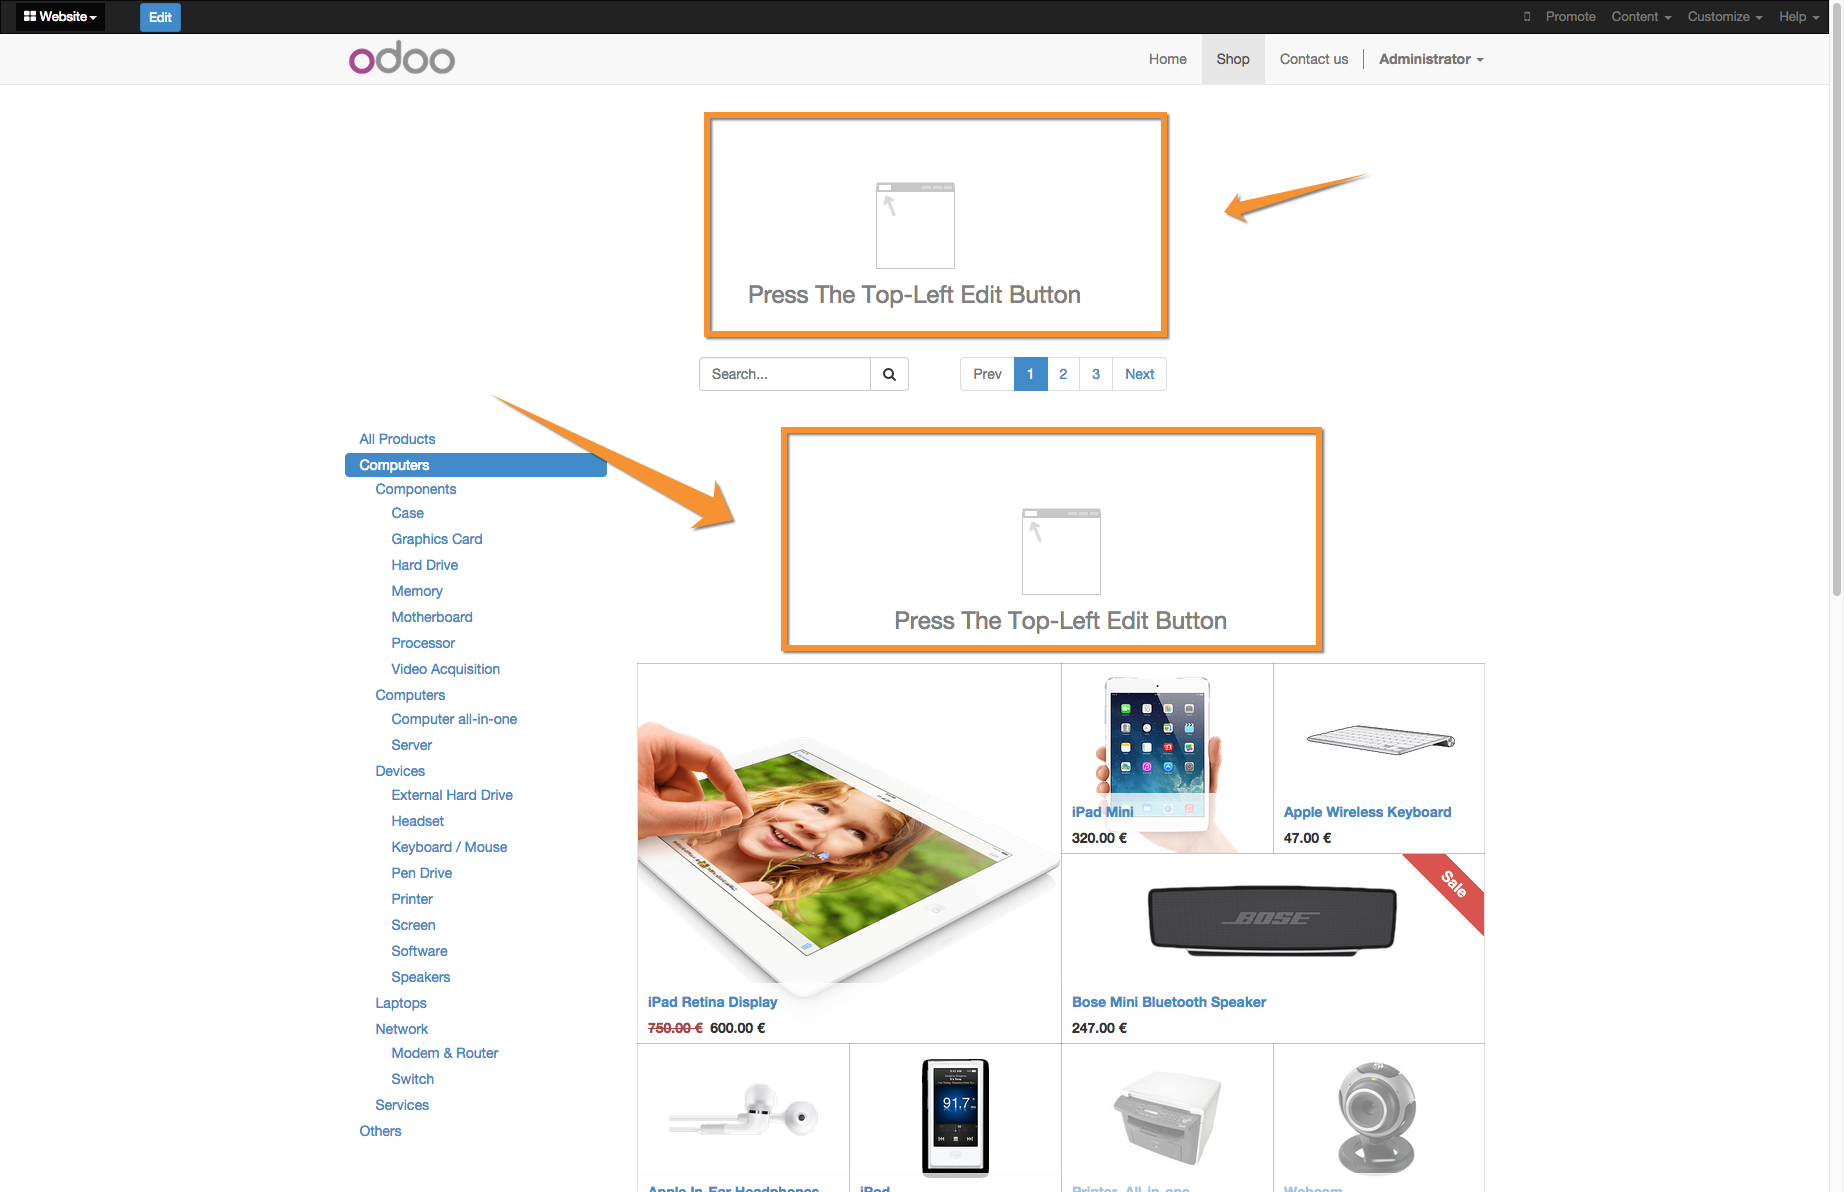 Website
Edit
Promote
Content
Customize
Help
odoo
Home
Shop
Contact us
Administrator
Press The Top-Left Edit Button
Search...
Prev
1
2
3
Next
All Products
Computers
Components
Case
Graphics Card
Hard Drive
Memory
Motherboard
Processor
Video Acquisition
Computers
Computer all-in-one
Server
Devices
External Hard Drive
Headset
Keyboard / Mouse
Pen Drive
Printer
Screen
Software
Speakers
Laptops
Network
Modem & Router
Switch
Services
Others
Press The Top-Left Edit Button
iPad Mini
320.00 €
Apple Wireless Keyboard
47.00 €
iPad Retina Display
750.00 € 600.00 €
Sale
BOSE
Bose Mini Bluetooth Speaker
247.00 €
91.7
Apple In-Ear Headphones
iPod
Printer, All-in-one
Webcam